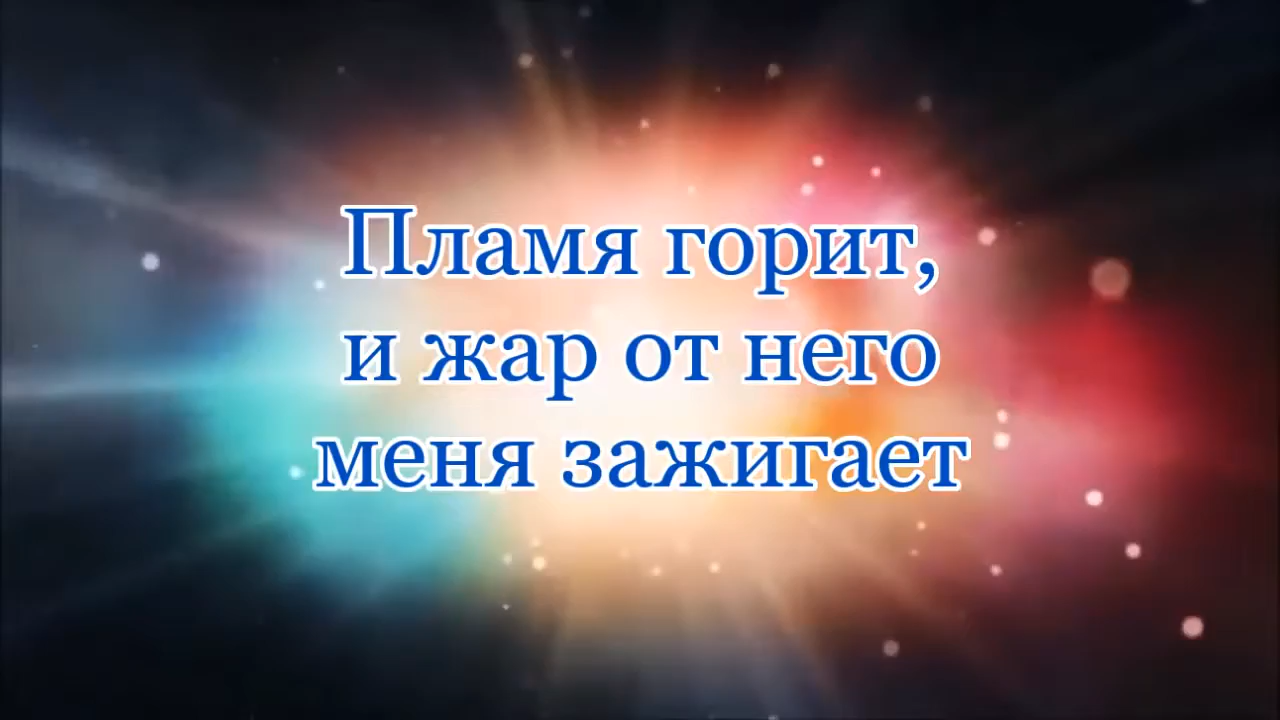 Пламя горит,
и жар от него
меня зажигает